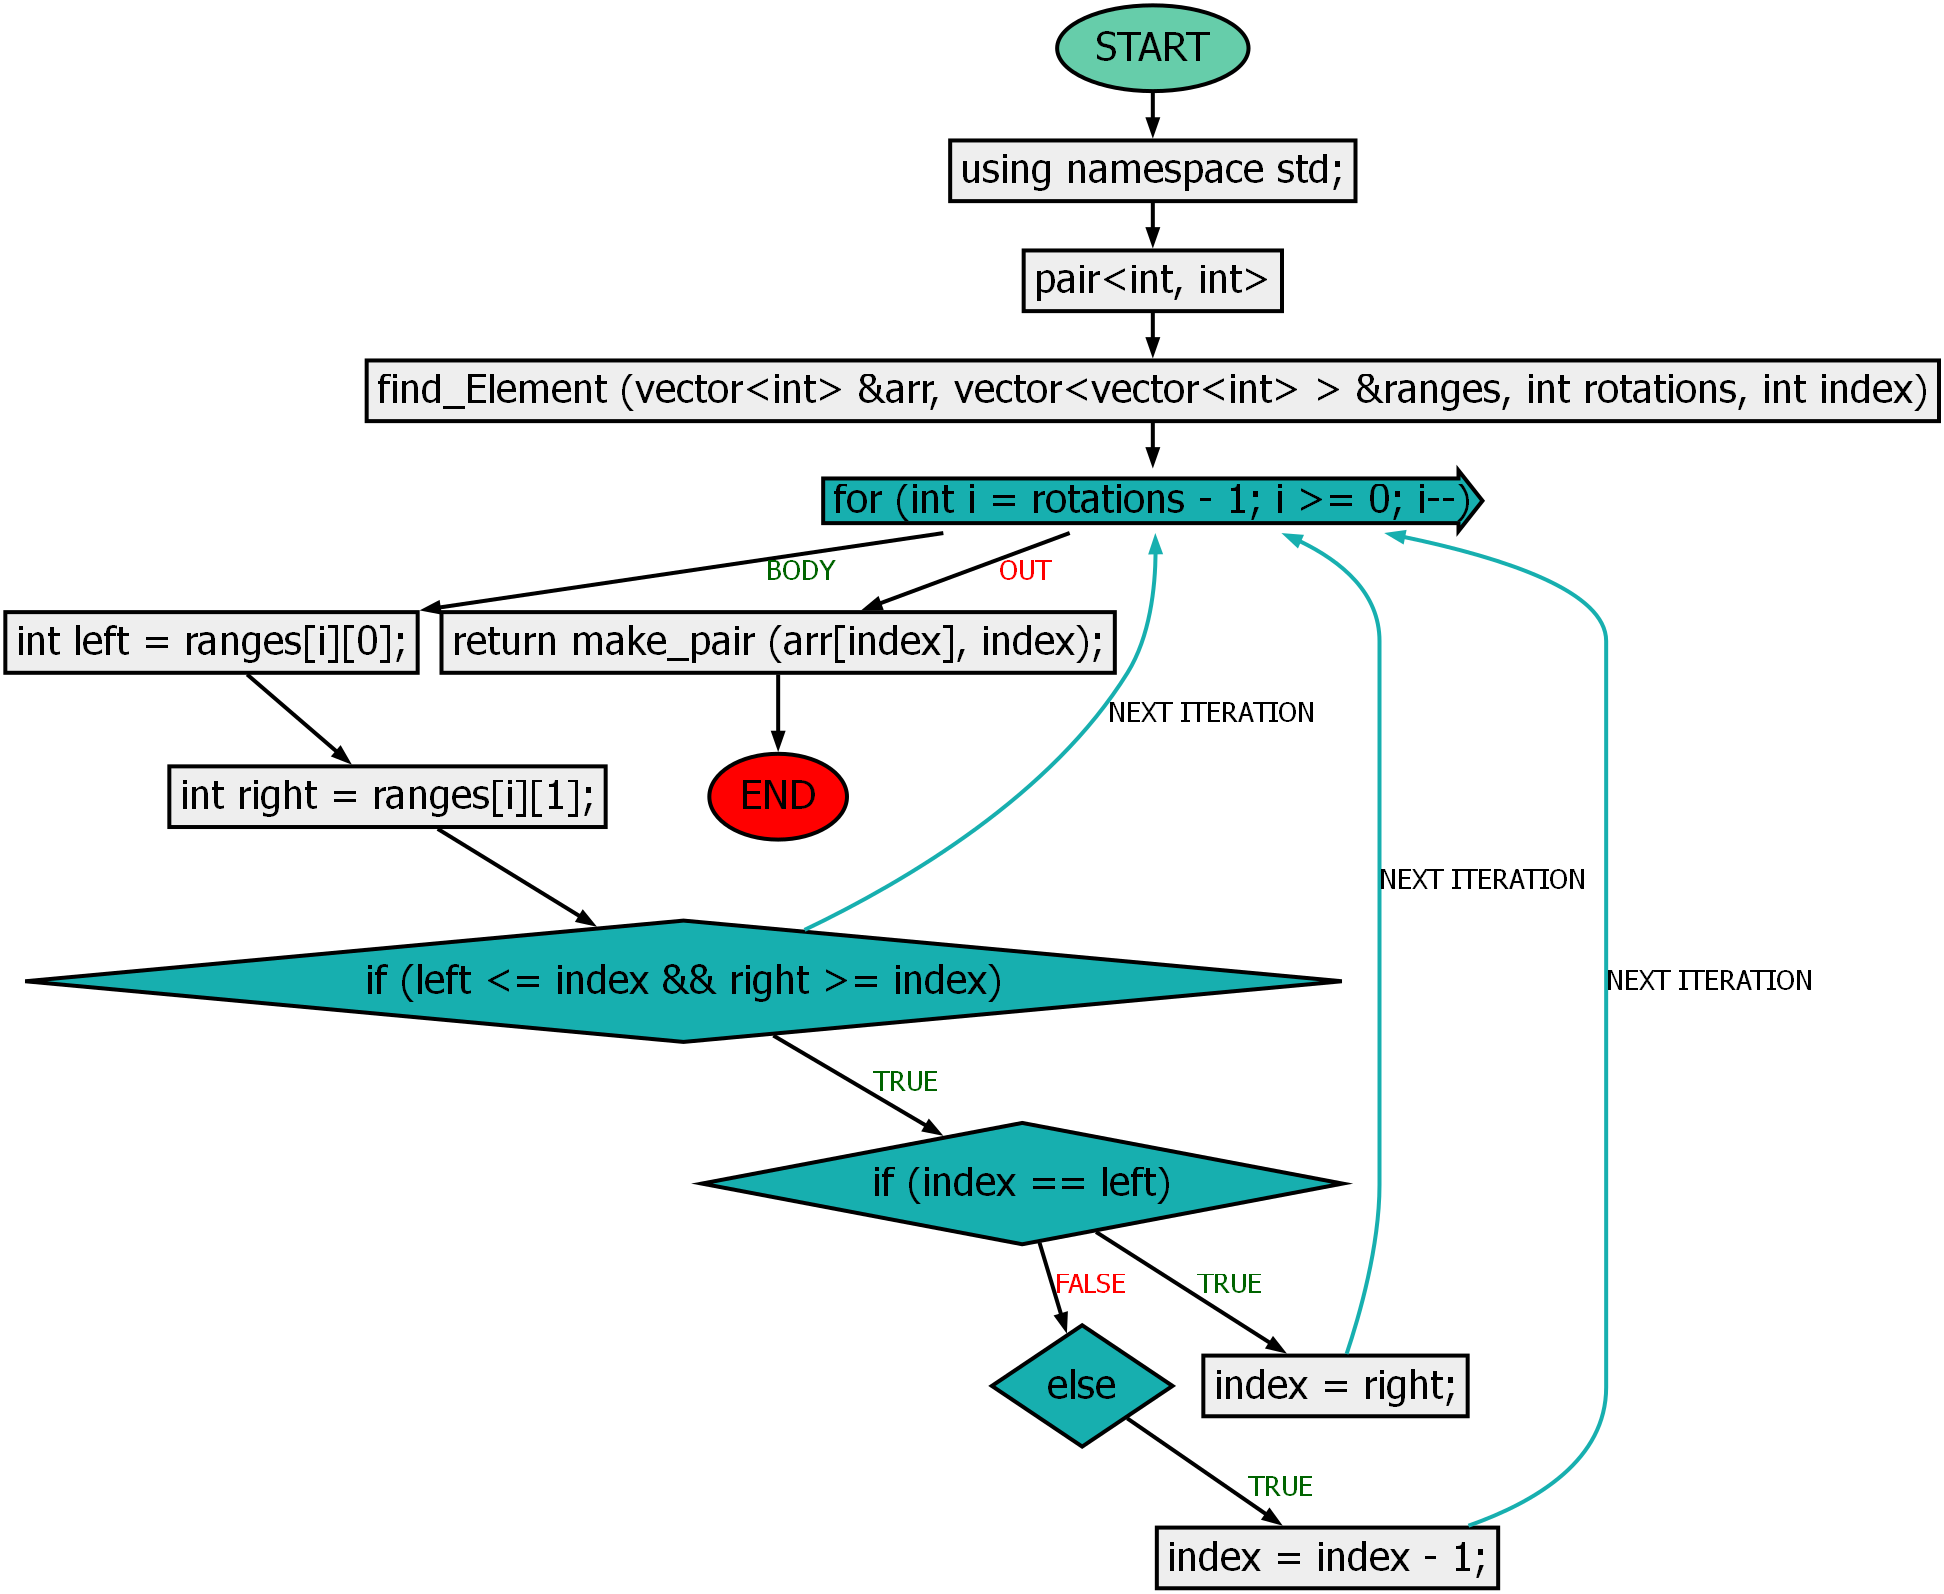 START
using namespace std;
pair<int, int>
find_Element (vector<int> &arr, vector<vector<int> > &ranges, int rotations, int index)
for (int i = rotations - 1; i >= 0; i--)
BODY
OUT
int left = ranges[i][0];
return make_pair (arr[index], index);
NEXT ITERATION
int right = ranges[i][1];
END
NEXT ITERATION
if (left <= index && right >= index)
NEXT ITERATION
TRUE
if (index == left)
FALSE
TRUE
else
index = right;
TRUE
index = index - 1;